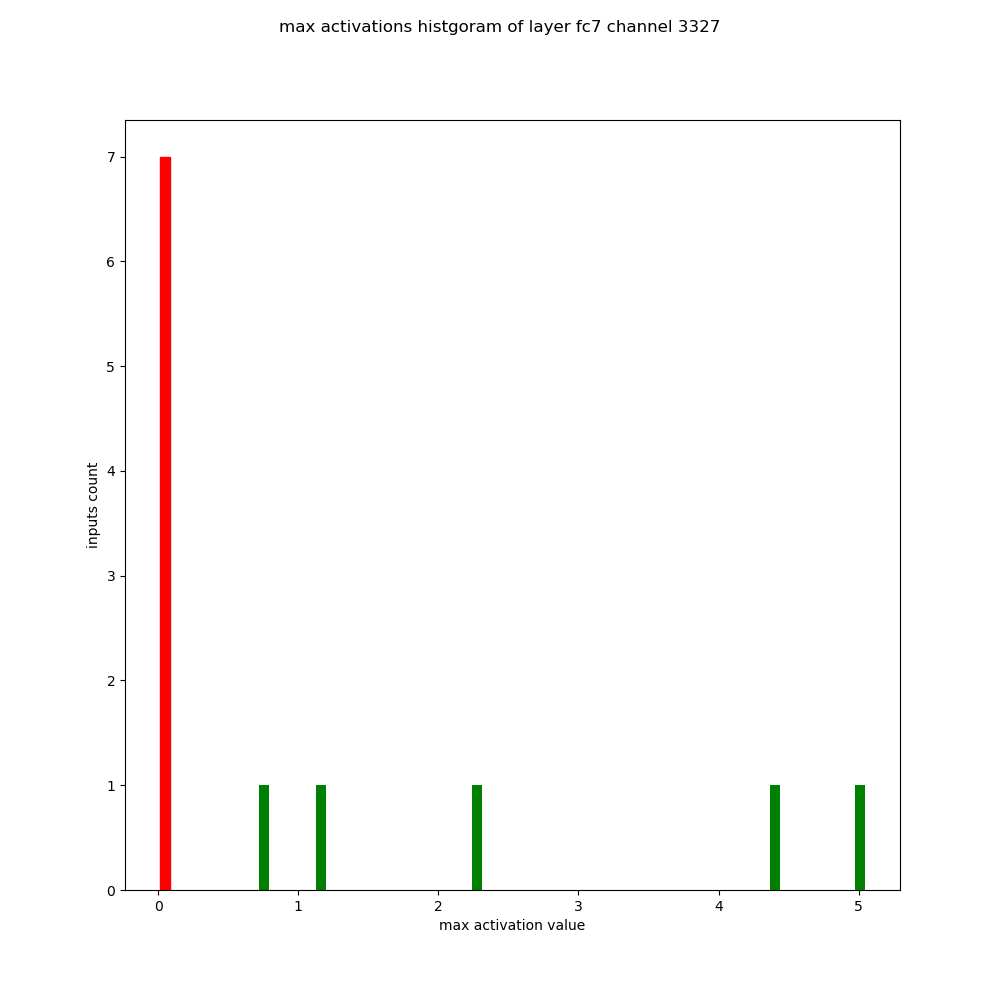 max activations histgoram of layer fc7 channel 3327
7
6
5
4
3
2
1
0
inputs count
0 1 2 3 4 5
max activation value